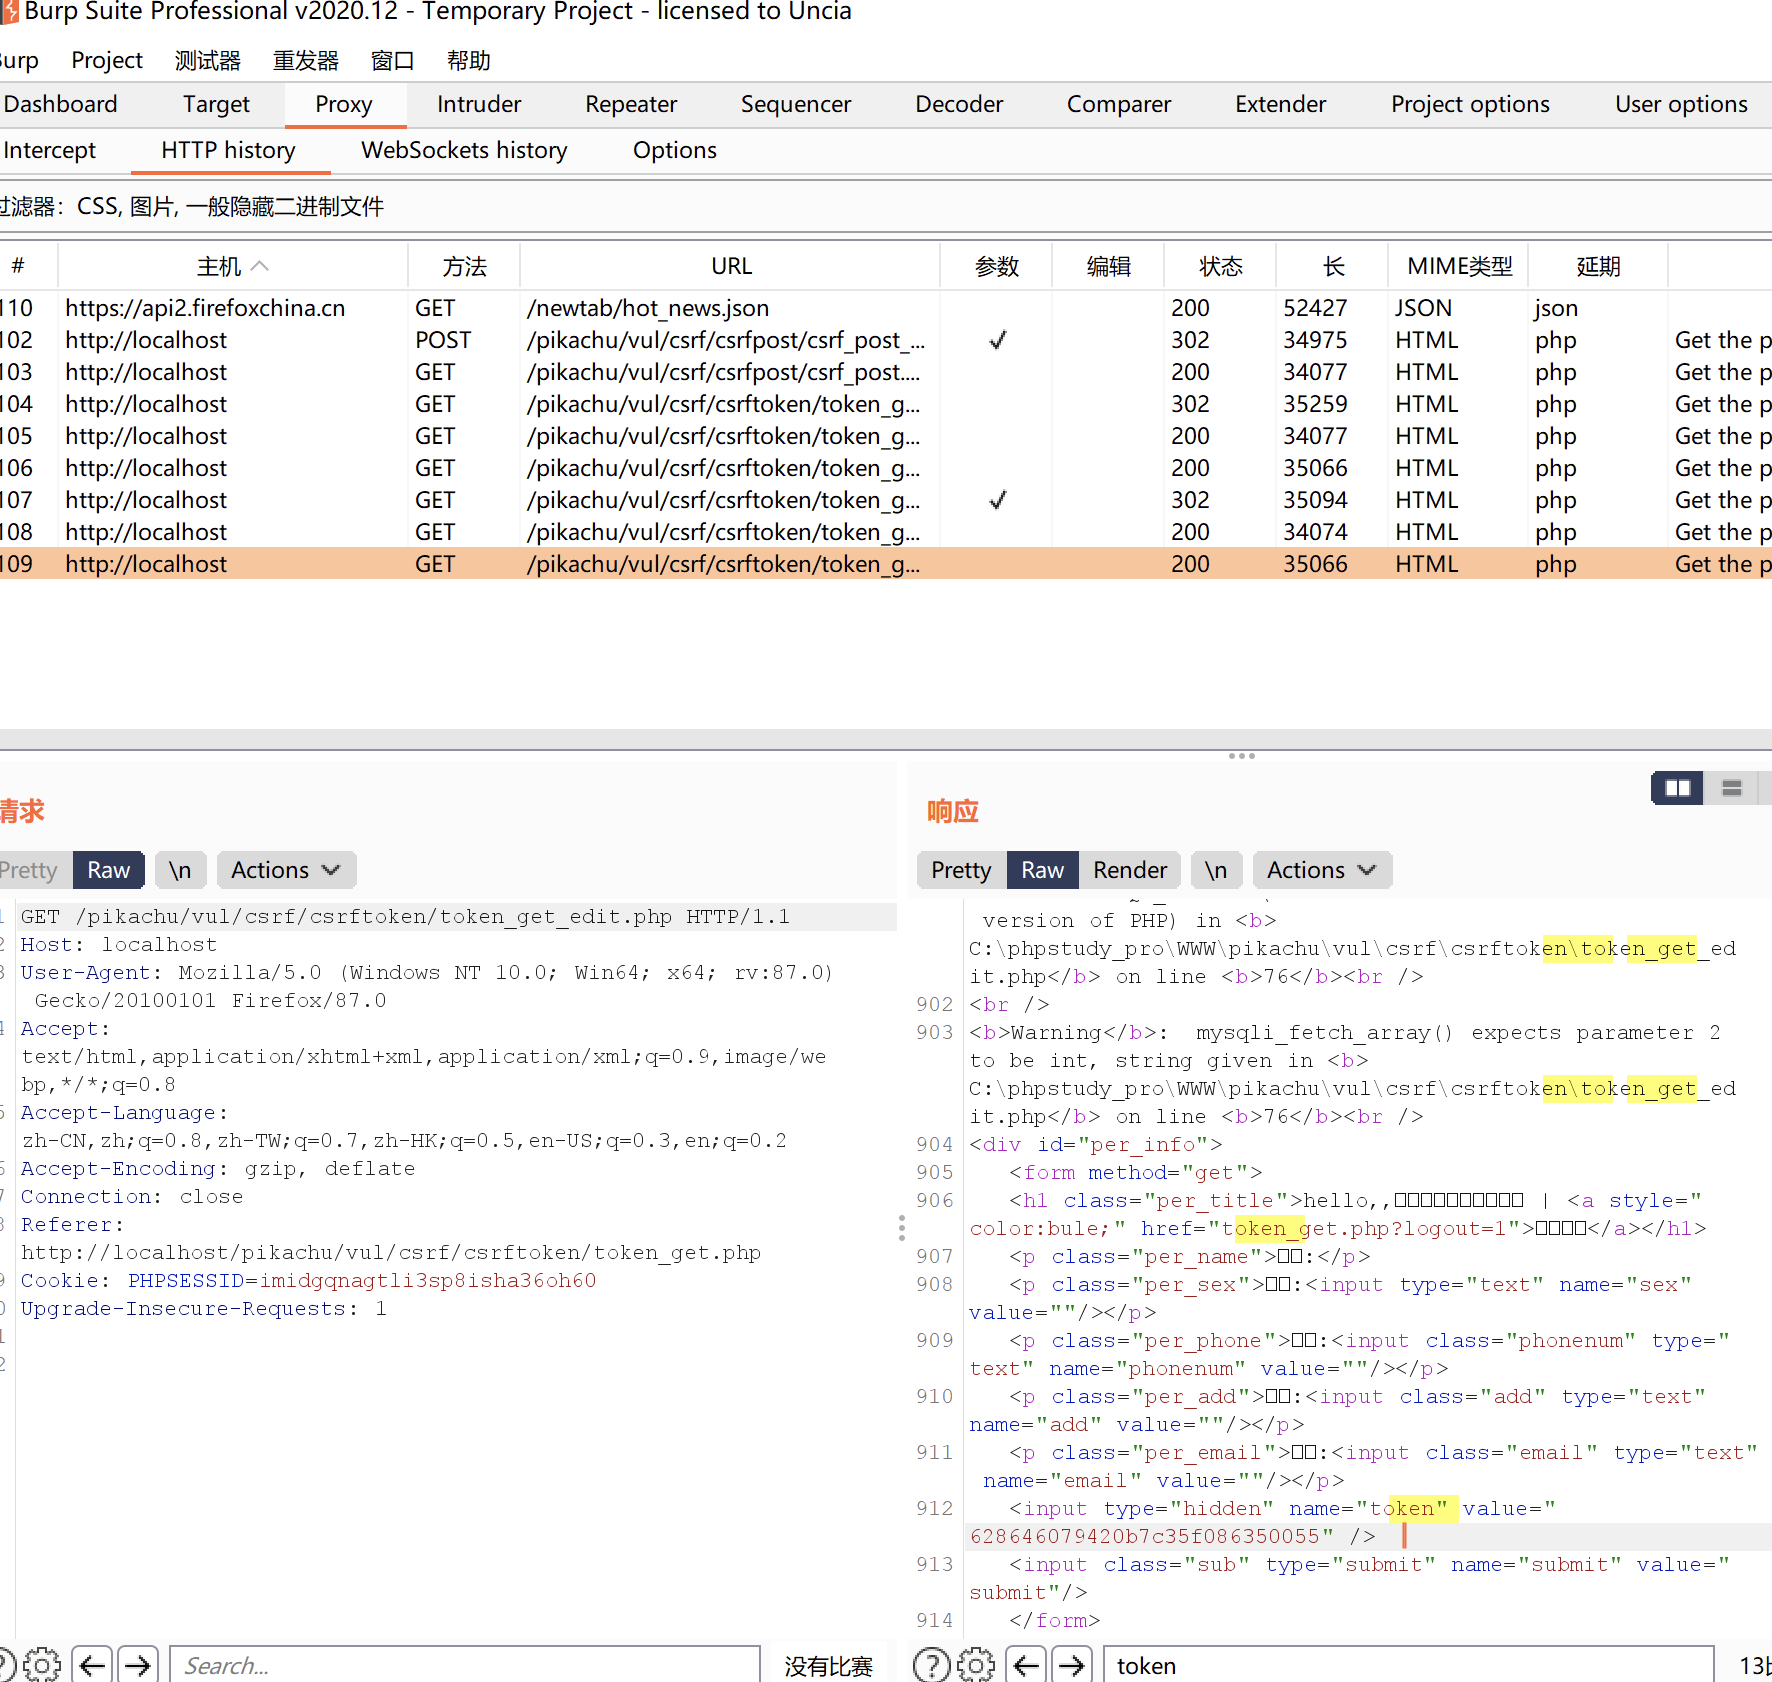 Burp Suite Professional v2020.12 - Temporary Project - licensed to Uncia
Burp Project 测试器 重发器 窗口 帮助
Dashboard Target Proxy Intruder Repeater Sequencer Decoder Comparer Extender Project options User options
Intercept HTTP history WebSockets history Options
过滤器: CSS, 图片, 一般隐藏二进制文件
# 主机 方法 URL 参数 编辑 状态 长 MIME类型 延期
110 https://api2.firefoxchina.cn GET /newtab/hot_news.json 200 52427 JSON json
102 http://localhost POST /pikachu/vul/csrf/csrfpost/csrf_post_... ✓ 302 34975 HTML php Get the p
103 http://localhost GET /pikachu/vul/csrf/csrfpost/csrf_post.... 200 34077 HTML php Get the p
104 http://localhost GET /pikachu/vul/csrf/csrftoken/token_g... 302 35259 HTML php Get the p
105 http://localhost GET /pikachu/vul/csrf/csrftoken/token_g... 200 34077 HTML php Get the p
106 http://localhost GET /pikachu/vul/csrf/csrftoken/token_g... 200 35066 HTML php Get the p
107 http://localhost GET /pikachu/vul/csrf/csrftoken/token_g... ✓ 302 35094 HTML php Get the p
108 http://localhost GET /pikachu/vul/csrf/csrftoken/token_g... 200 34074 HTML php Get the p
109 http://localhost GET /pikachu/vul/csrf/csrftoken/token_g... 200 35066 HTML php Get the p
请求
Pretty Raw \n Actions
GET /pikachu/vul/csrf/csrftoken/token_get_edit.php HTTP/1.1
Host: localhost
User-Agent: Mozilla/5.0 (Windows NT 10.0; Win64; x64; rv:87.0)
Gecko/20100101 Firefox/87.0
Accept:
text/html,application/xhtml+xml,application/xml;q=0.9,image/we
bp,*/*;q=0.8
Accept-Language:
zh-CN,zh;q=0.8,zh-TW;q=0.7,zh-HK;q=0.5,en-US;q=0.3,en;q=0.2
Accept-Encoding: gzip, deflate
Connection: close
Referer:
http://localhost/pikachu/vul/csrf/csrftoken/token_get.php
Cookie: PHPSESSID=imidgqnagtli3sp8isha36oh60
Upgrade-Insecure-Requests: 1
Search...
没有比赛
响应
Pretty Raw Render \n Actions
version of PHP) in <b>
C:\phpstudy_pro\WWW\pikachu\vul\csrf\csrftoken\token_get_ed
it.php</b> on line <b>76</b><br />
902 <br />
903 <b>Warning</b>: mysqli_fetch_array() expects parameter 2
to be int, string given in <b>
C:\phpstudy_pro\WWW\pikachu\vul\csrf\csrftoken\token_get_ed
it.php</b> on line <b>76</b><br />
904 <div id="per_info">
905 <form method="get">
906 <h1 class="per_title">hello,,□□□□□□□□□□ | <a style="
color:bule;" href="token_get.php?logout=1">□□□□</a></h1>
907 <p class="per_name">□□:</p>
908 <p class="per_sex">□□:<input type="text" name="sex"
value=""/></p>
909 <p class="per_phone">□□:<input class="phonenum" type="
text" name="phonenum" value=""/></p>
910 <p class="per_add">□□:<input class="add" type="text"
name="add" value=""/></p>
911 <p class="per_email">□□:<input class="email" type="text"
name="email" value=""/></p>
912 <input type="hidden" name="token" value="
628646079420b7c35f086350055" />
913 <input class="sub" type="submit" name="submit" value="
submit"/>
914 </form>
token